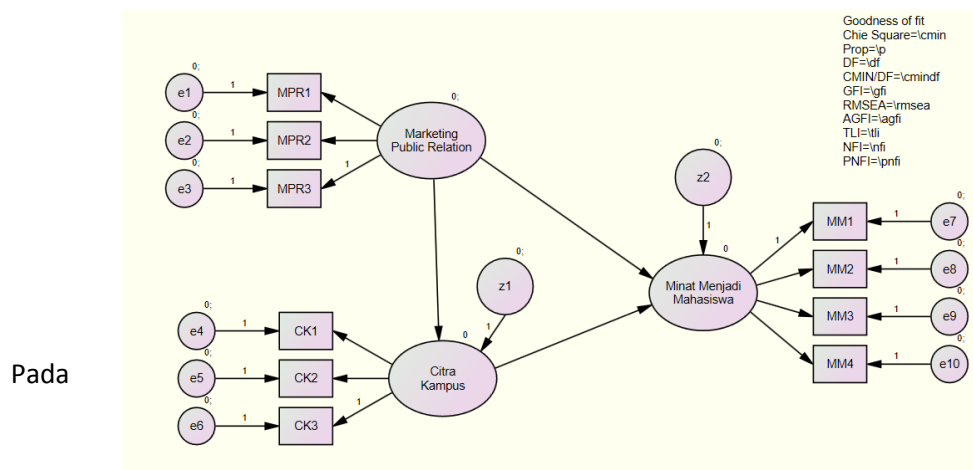 Goodness of fit
Chie Square=\cmin
Prop=\p
DF=\df
CMIN/DF=\cmindf
GFI=\gfi
RMSEA=\rmsea
AGFI=\agfi
TLI=\tli
NFI=\nfi
PNFI=\pnfi
0;
e1
1
MPR1
0;
e2
1
MPR2
0;
e3
1
MPR3
1
0;
Marketing
Public Relation
0;
z2
1
0;
z1
1
0
Minat Menjadi
Mahasiswa
1
MM1
1
0;
e7
MM2
1
0;
e8
MM3
1
0;
e9
MM4
1
0;
e10
0;
e4
1
CK1
0;
e5
1
CK2
0;
e6
1
CK3
1
0
Citra
Kampus
Pada